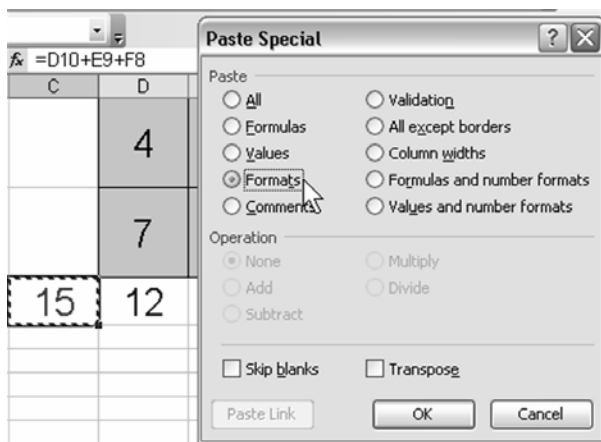 fx =D10+E9+F8
C D
4
7
15 12
Paste Special
Paste
All
Formulas
Values
Formats
Comments
Validation
All except borders
Column widths
Formulas and number formats
Values and number formats
Operation
None
Add
Subtract
Multiply
Divide
Skip blanks
Transpose
Paste Link
OK
Cancel